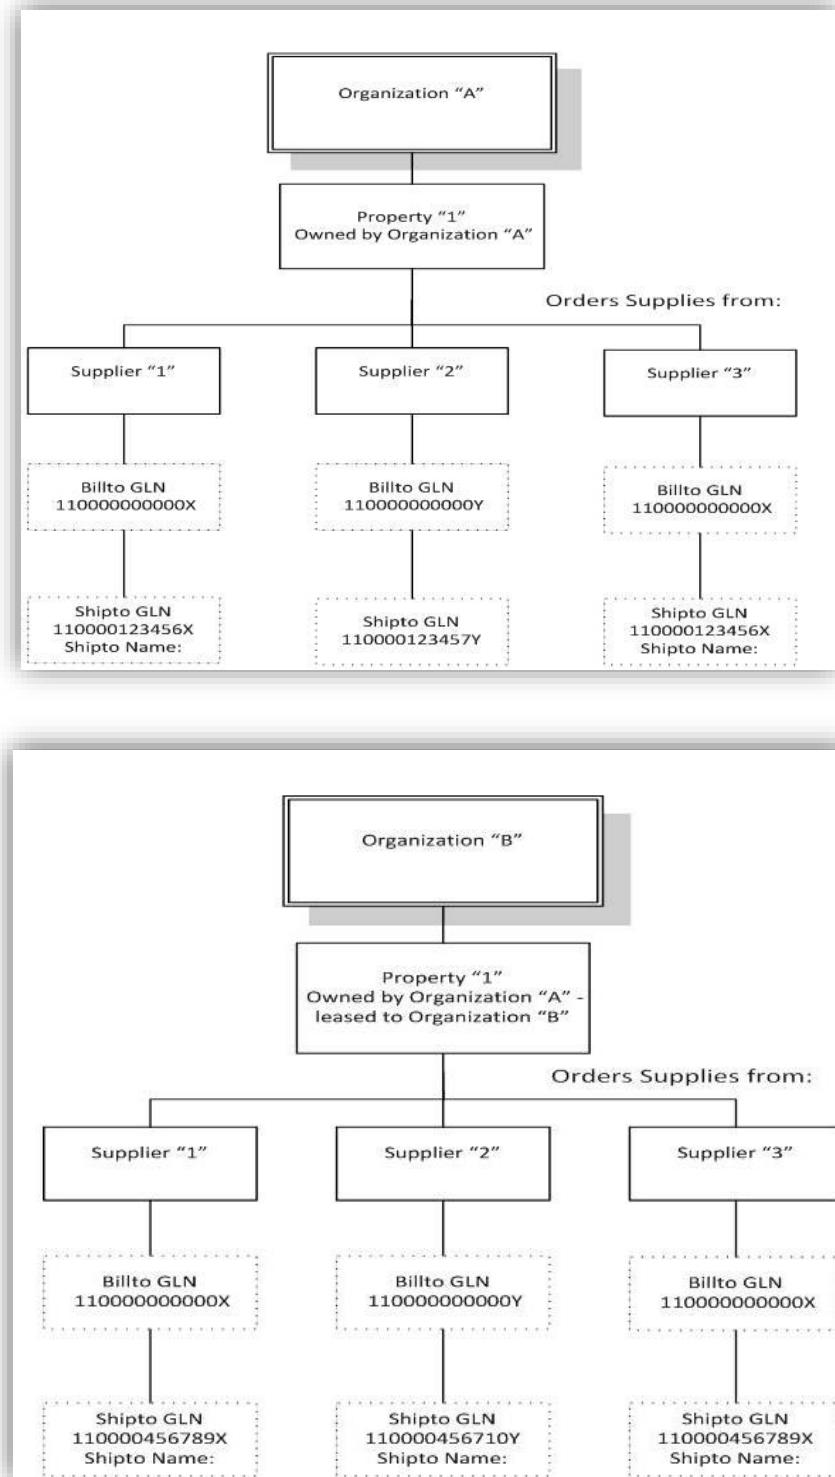 Organization “A”
Property “1”
Owned by Organization “A”
Orders Supplies from:
Supplier “1”
Supplier “2”
Supplier “3”
Billto GLN
110000000000X
Billto GLN
110000000000Y
Billto GLN
110000000000X
Shipto GLN
110000123456X
Shipto Name:
Shipto GLN
110000123457Y
Shipto GLN
110000123456X
Shipto Name:
Organization “B”
Property “1”
Owned by Organization “A” -
leased to Organization “B”
Orders Supplies from:
Supplier “1”
Supplier “2”
Supplier “3”
Billto GLN
110000000000X
Billto GLN
110000000000Y
Billto GLN
110000000000X
Shipto GLN
110000456789X
Shipto Name:
Shipto GLN
110000456710Y
Shipto Name:
Shipto GLN
110000456789X
Shipto Name: